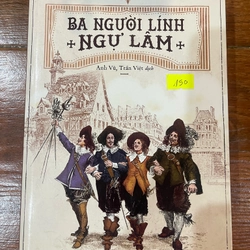 BA NGƯỜI LÍNH
NGỰ LÂM
Anh Vũ, Trần Việt dịch
150